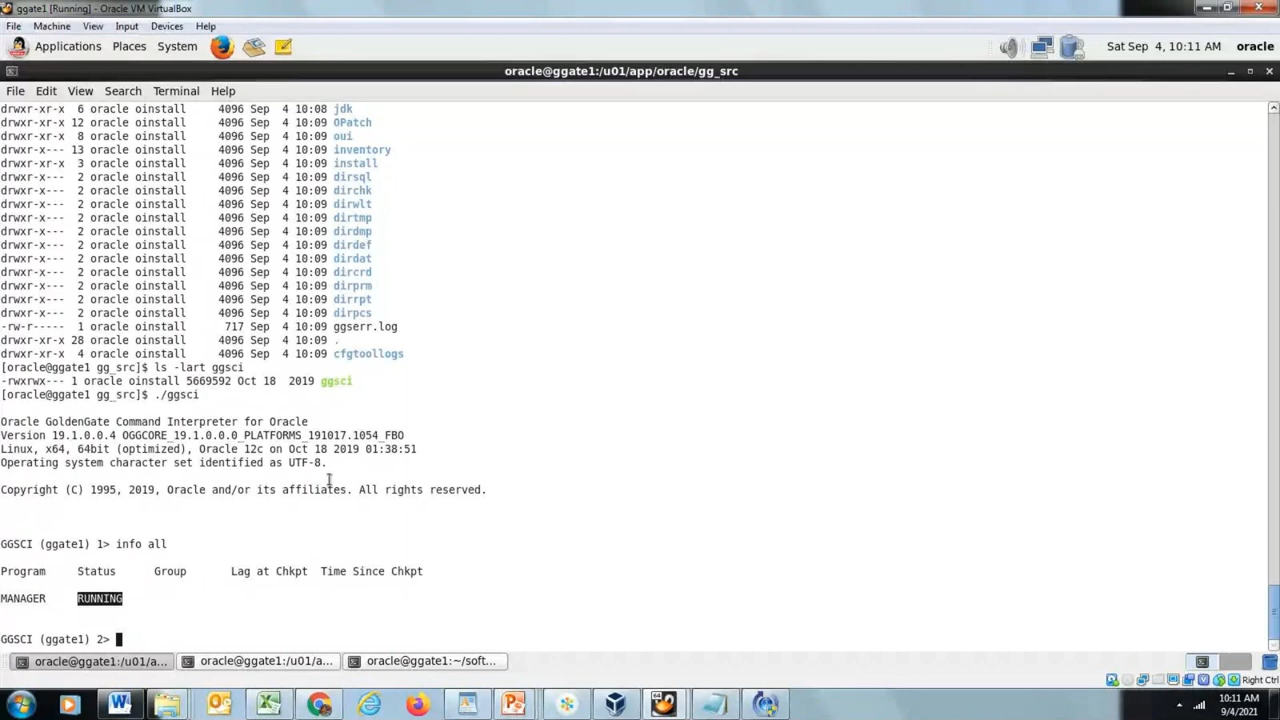 ggate1 [Running] - Oracle VM VirtualBox
File Machine View Input Devices Help
Applications Places System Sat Sep 4, 10:11 AM oracle
oracle@ggate1:/u01/app/oracle/gg_src
File Edit View Search Terminal Help
drwxr-xr-x 6 oracle oinstall 4096 Sep 4 10:08 jdk
drwxr-xr-x 12 oracle oinstall 4096 Sep 4 10:09 OPatch
drwxr-xr-x 8 oracle oinstall 4096 Sep 4 10:09 oui
drwxr-x--- 13 oracle oinstall 4096 Sep 4 10:09 inventory
drwxr-xr-x 3 oracle oinstall 4096 Sep 4 10:09 install
drwxr-x--- 2 oracle oinstall 4096 Sep 4 10:09 dirsql
drwxr-x--- 2 oracle oinstall 4096 Sep 4 10:09 dirchk
drwxr-x--- 2 oracle oinstall 4096 Sep 4 10:09 dirwlt
drwxr-x--- 2 oracle oinstall 4096 Sep 4 10:09 dirtmp
drwxr-x--- 2 oracle oinstall 4096 Sep 4 10:09 dirdmp
drwxr-x--- 2 oracle oinstall 4096 Sep 4 10:09 dirdef
drwxr-x--- 2 oracle oinstall 4096 Sep 4 10:09 dirdat
drwxr-x--- 2 oracle oinstall 4096 Sep 4 10:09 dircrd
drwxr-x--- 2 oracle oinstall 4096 Sep 4 10:09 dirprm
drwxr-x--- 2 oracle oinstall 4096 Sep 4 10:09 dirrpt
drwxr-x--- 2 oracle oinstall 4096 Sep 4 10:09 dirpcs
-rw-r----- 1 oracle oinstall 717 Sep 4 10:09 ggserr.log
drwxr-xr-x 28 oracle oinstall 4096 Sep 4 10:09 .
drwxr-xr-x 4 oracle oinstall 4096 Sep 4 10:09 cfgtoollogs
[oracle@ggate1 gg_src]$ ls -lart ggsci
-rwxrwx--- 1 oracle oinstall 5669592 Oct 18 2019 ggsci
[oracle@ggate1 gg_src]$ ./ggsci
Oracle GoldenGate Command Interpreter for Oracle
Version 19.1.0.0.4 OGGCORE_19.1.0.0.0_PLATFORMS_191017.1054_FBO
Linux, x64, 64bit (optimized), Oracle 12c on Oct 18 2019 01:38:51
Operating system character set identified as UTF-8.
Copyright (C) 1995, 2019, Oracle and/or its affiliates. All rights reserved.
GGSCI (ggate1) 1> info all
Program Status Group Lag at Chkpt Time Since Chkpt
MANAGER RUNNING
GGSCI (ggate1) 2>
oracle@ggate1:/u01/a... oracle@ggate1:/u01/a... oracle@ggate1:~/soft...
Right Ctrl
10:11 AM
9/4/2021